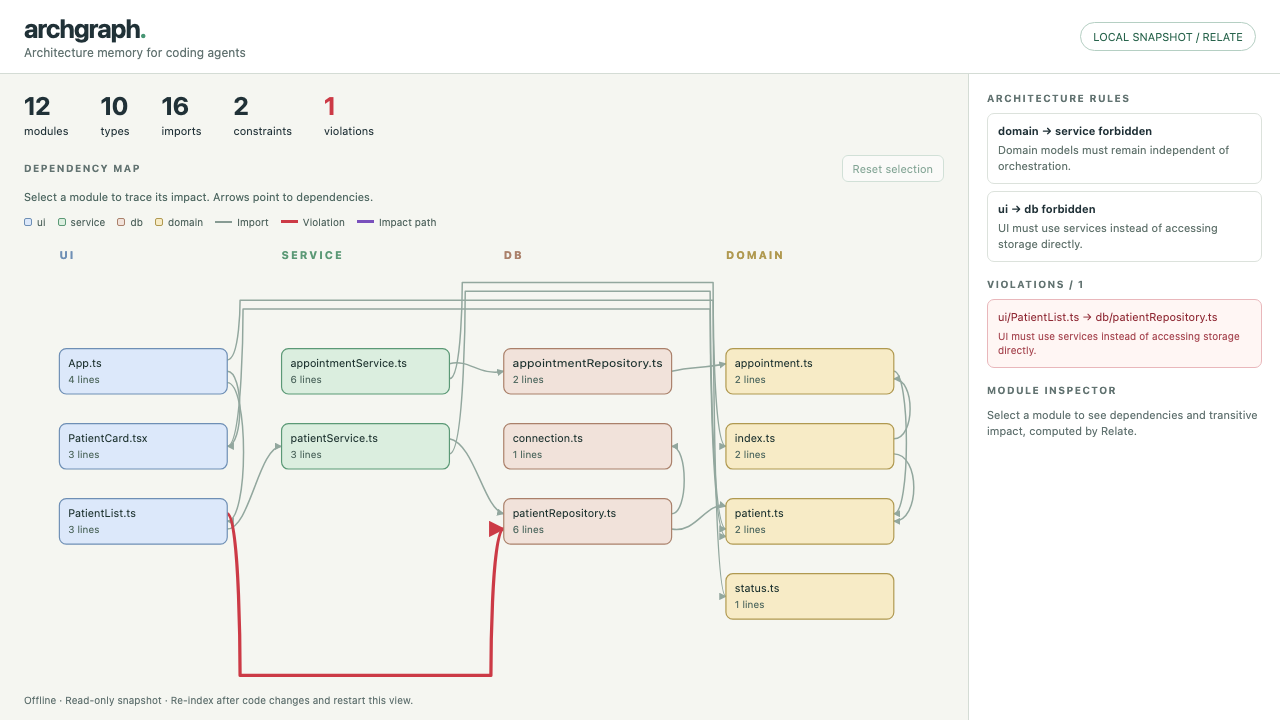 archgraph.
Architecture memory for coding agents
LOCAL SNAPSHOT / RELATE
12
modules
10
types
16
imports
2
constraints
1
violations
DEPENDENCY MAP
Reset selection
Select a module to trace its impact. Arrows point to dependencies.
ui
service
db
domain
Import
Violation
Impact path
UI
SERVICE
DB
DOMAIN
App.ts
4 lines
appointmentService.ts
6 lines
appointmentRepository.ts
2 lines
appointment.ts
2 lines
PatientCard.tsx
3 lines
patientService.ts
3 lines
connection.ts
1 lines
index.ts
2 lines
PatientList.ts
3 lines
patientRepository.ts
6 lines
patient.ts
2 lines
status.ts
1 lines
Offline · Read-only snapshot · Re-index after code changes and restart this view.
ARCHITECTURE RULES
domain → service forbidden
Domain models must remain independent of
orchestration.
ui → db forbidden
UI must use services instead of accessing
storage directly.
VIOLATIONS / 1
ui/PatientList.ts → db/patientRepository.ts
UI must use services instead of accessing storage
directly.
MODULE INSPECTOR
Select a module to see dependencies and transitive
impact, computed by Relate.